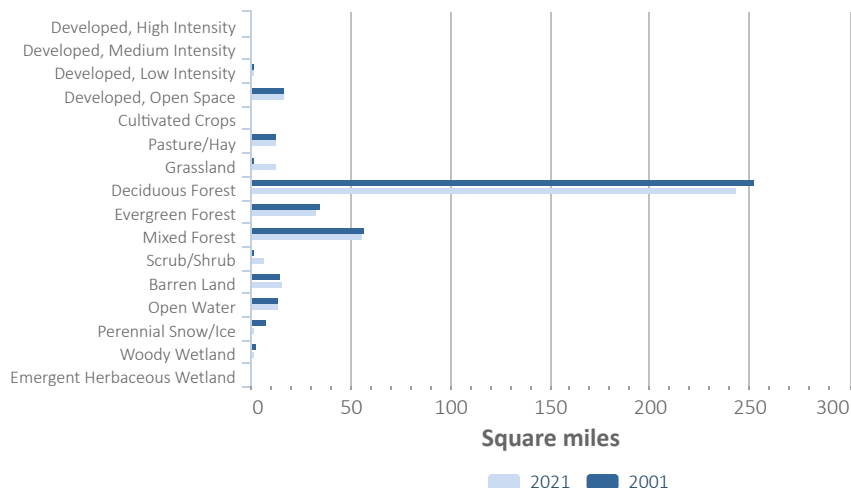 Developed, High Intensity
Developed, Medium Intensity
Developed, Low Intensity
Developed, Open Space
Cultivated Crops
Pasture/Hay
Grassland
Deciduous Forest
Evergreen Forest
Mixed Forest
Scrub/Shrub
Barren Land
Open Water
Perennial Snow/Ice
Woody Wetland
Emergent Herbaceous Wetland
0 50 100 150 200 250 300
Square miles
2021 2001